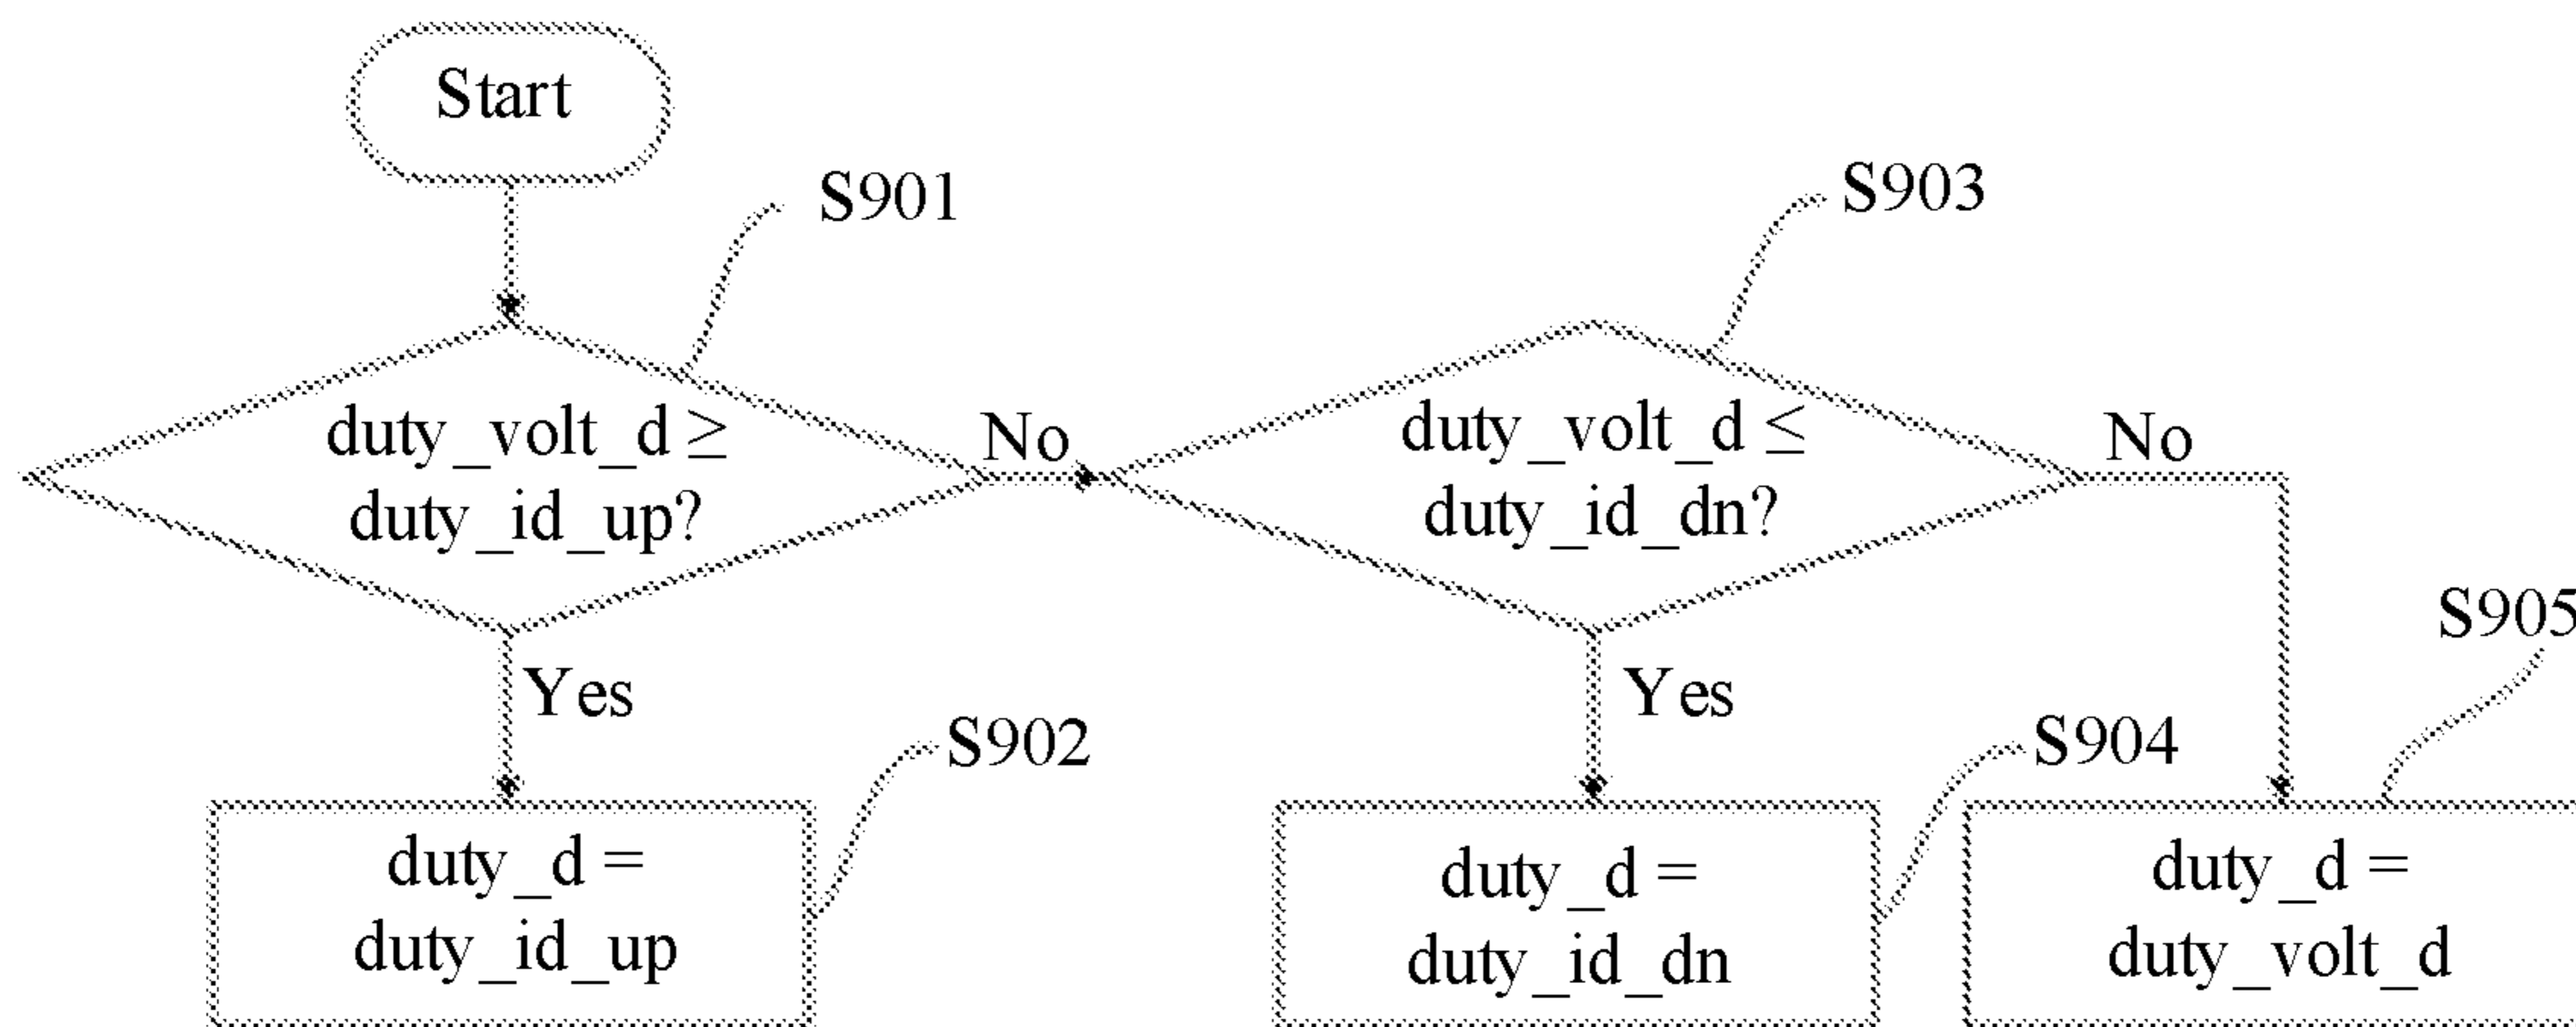 Start
S901
S903
duty_volt_d ≥
duty_id_up?
No
duty_volt_d ≤
duty_id_dn?
No
S905
Yes
Yes
S902
S904
duty_d =
duty_id_up
duty_d =
duty_id_dn
duty_d =
duty_volt_d